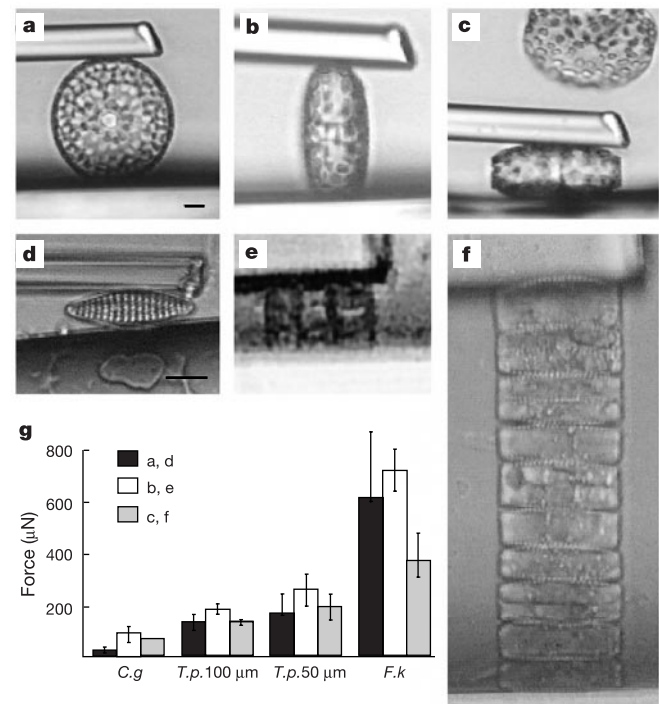 a
b
c
d
e
f
g
800
600
400
200
Force (µN)
a, d
b, e
c, f
C.g
T.p.100 µm
T.p.50 µm
F.k